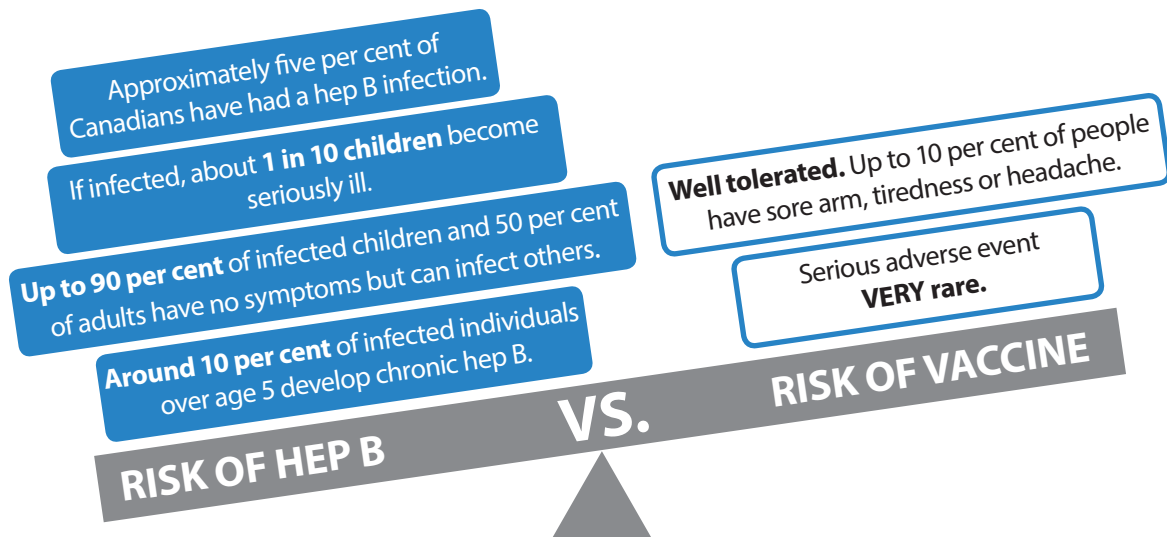 Approximately five per cent of
Canadians have had a hep B infection.
If infected, about 1 in 10 children become
seriously ill.
Up to 90 per cent of infected children and 50 per cent
of adults have no symptoms but can infect others.
Around 10 per cent of infected individuals
over age 5 develop chronic hep B.
RISK OF HEP B
VS.
Well tolerated. Up to 10 per cent of people
have sore arm, tiredness or headache.
Serious adverse event
VERY rare.
RISK OF VACCINE